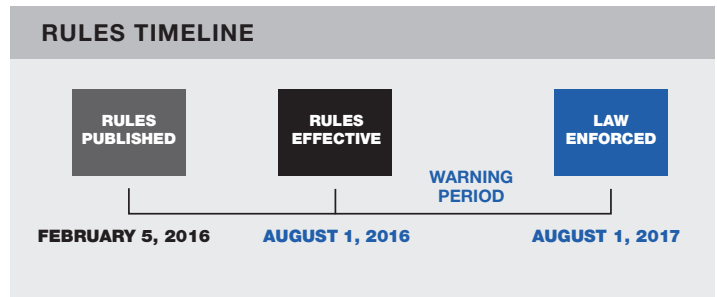 RULES TIMELINE
RULES
PUBLISHED
RULES
EFFECTIVE
LAW
ENFORCED
WARNING
PERIOD
FEBRUARY 5, 2016
AUGUST 1, 2016
AUGUST 1, 2017